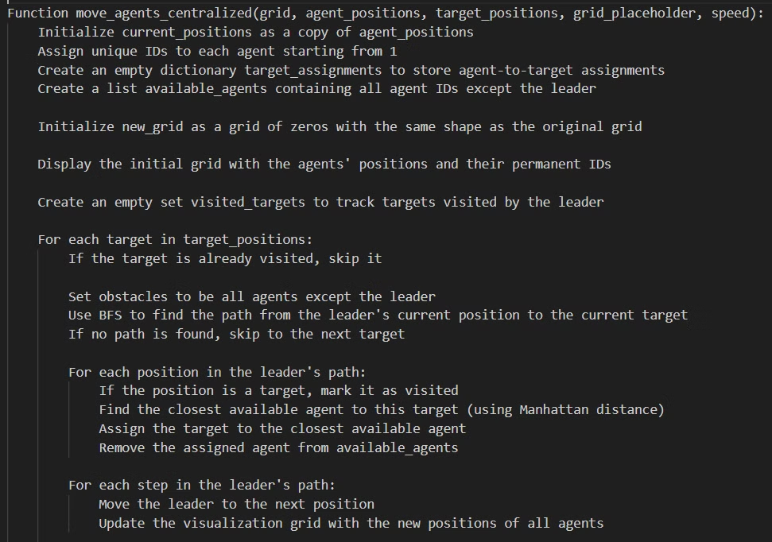 Function move_agents_centralized(grid, agent_positions, target_positions, grid_placeholder, speed):
Initialize current_positions as a copy of agent_positions
Assign unique IDs to each agent starting from 1
Create an empty dictionary target_assignments to store agent-to-target assignments
Create a list available_agents containing all agent IDs except the leader
Initialize new_grid as a grid of zeros with the same shape as the original grid
Display the initial grid with the agents' positions and their permanent IDs
Create an empty set visited_targets to track targets visited by the leader
For each target in target_positions:
If the target is already visited, skip it
Set obstacles to be all agents except the leader
Use BFS to find the path from the leader's current position to the current target
If no path is found, skip to the next target
For each position in the leader's path:
If the position is a target, mark it as visited
Find the closest available agent to this target (using Manhattan distance)
Assign the target to the closest available agent
Remove the assigned agent from available_agents
For each step in the leader's path:
Move the leader to the next position
Update the visualization grid with the new positions of all agents